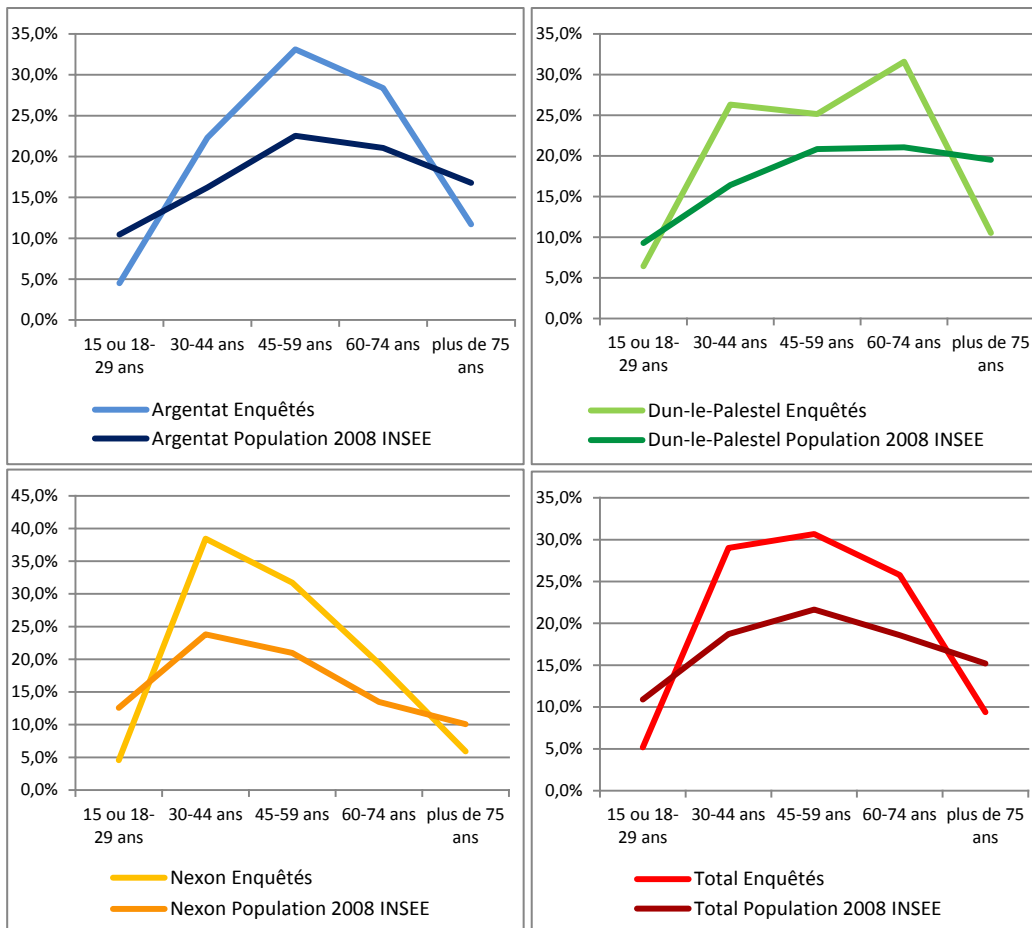 35,0%
30,0%
25,0%
20,0%
15,0%
10,0%
5,0%
0,0%
15 ou 18- 30-44 ans 45-59 ans 60-74 ans plus de 75
29 ans ans
Argentat Enquêtés
Argentat Population 2008 INSEE
35,0%
30,0%
25,0%
20,0%
15,0%
10,0%
5,0%
0,0%
15 ou 18- 30-44 ans 45-59 ans 60-74 ans plus de 75
29 ans ans
Dun-le-Palestel Enquêtés
Dun-le-Palestel Population 2008 INSEE
45,0%
40,0%
35,0%
30,0%
25,0%
20,0%
15,0%
10,0%
5,0%
0,0%
15 ou 18- 30-44 ans 45-59 ans 60-74 ans plus de 75
29 ans ans
Nexon Enquêtés
Nexon Population 2008 INSEE
35,0%
30,0%
25,0%
20,0%
15,0%
10,0%
5,0%
0,0%
15 ou 18- 30-44 ans 45-59 ans 60-74 ans plus de 75
29 ans ans
Total Enquêtés
Total Population 2008 INSEE